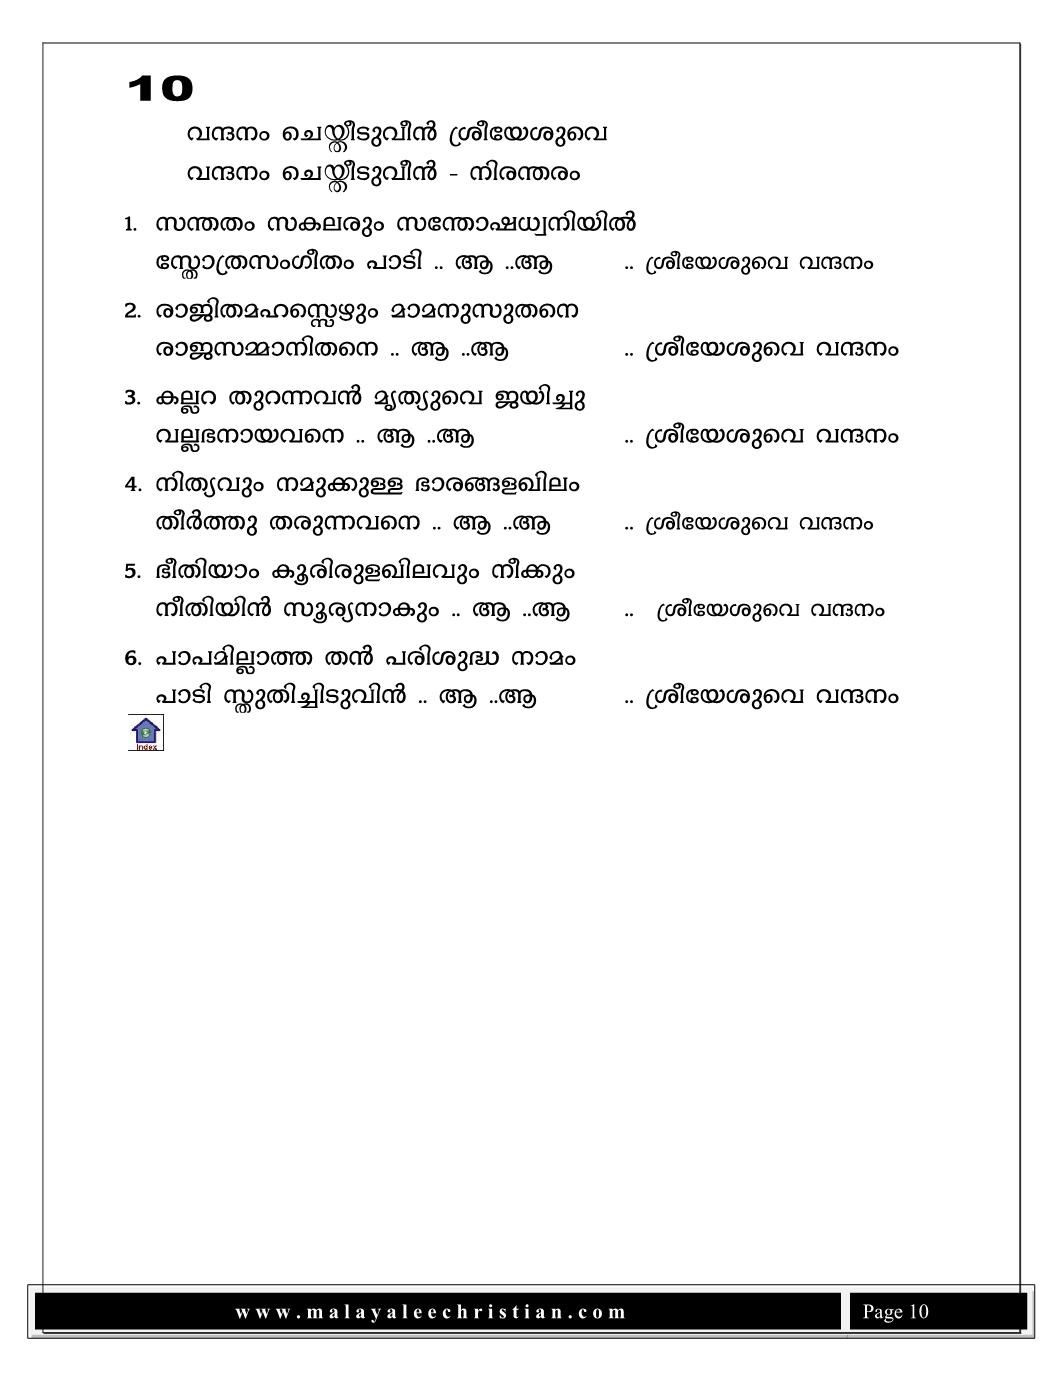 10
വന്ദനം ചെയ്തീടുവീൻ ശ്രീയേശുവെ
വന്ദനം ചെയ്തീടുവീൻ - നിരന്തരം
1. സന്തതം സകലരും സന്തോഷധ്വനിയിൽ
സ്തോത്രസംഗീതം പാടി .. ആ ..ആ .. ശ്രീയേശുവെ വന്ദനം
2. രാജിതമഹസ്സെഴും മാമനുസുതനെ
രാജസമ്മാനിതനെ .. ആ ..ആ .. ശ്രീയേശുവെ വന്ദനം
3. കല്ലറ തുറന്നവൻ മൃത്യുവെ ജയിച്ചു
വല്ലഭനായവനെ .. ആ ..ആ .. ശ്രീയേശുവെ വന്ദനം
4. നിത്യവും നമുക്കുള്ള ഭാരങ്ങളഖിലം
തീർത്തു തരുന്നവനെ .. ആ ..ആ .. ശ്രീയേശുവെ വന്ദനം
5. ഭീതിയാം കൂരിരുളഖിലവും നീക്കും
നീതിയിൻ സൂര്യനാകും .. ആ ..ആ .. ശ്രീയേശുവെ വന്ദനം
6. പാപമില്ലാത്ത തൻ പരിശുദ്ധ നാമം
പാടി സ്തുതിച്ചിടുവിൻ .. ആ ..ആ .. ശ്രീയേശുവെ വന്ദനം
Index
www.malayaleechristian.com Page 10